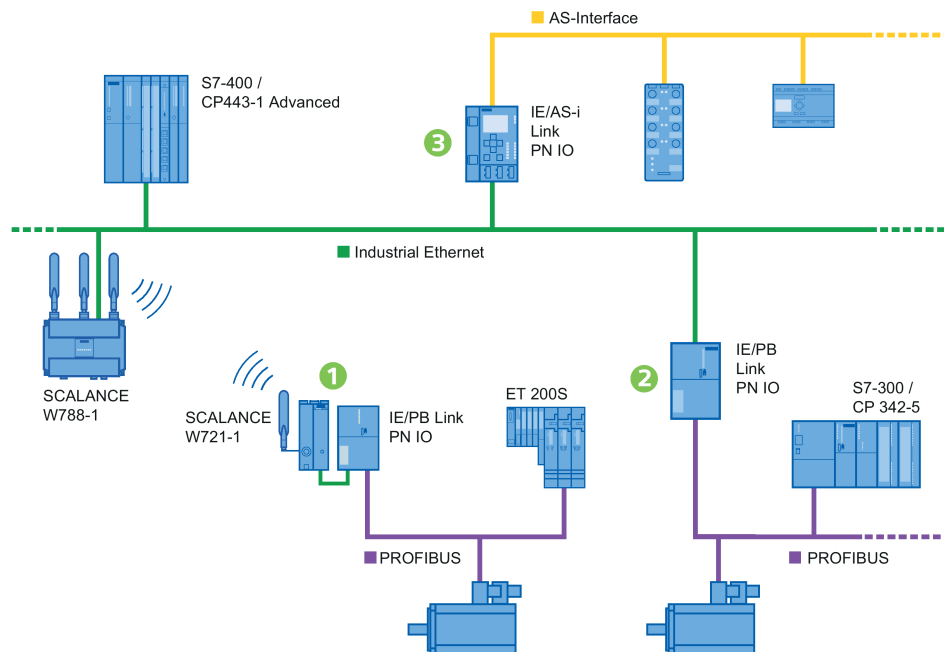 AS-Interface
S7-400 /
CP443-1 Advanced
IE/AS-i
Link
PN IO
3
Industrial Ethernet
SCALANCE
W788-1
1
SCALANCE
W721-1
IE/PB Link
PN IO
ET 200S
2
IE/PB
Link
PN IO
S7-300 /
CP 342-5
PROFIBUS
PROFIBUS